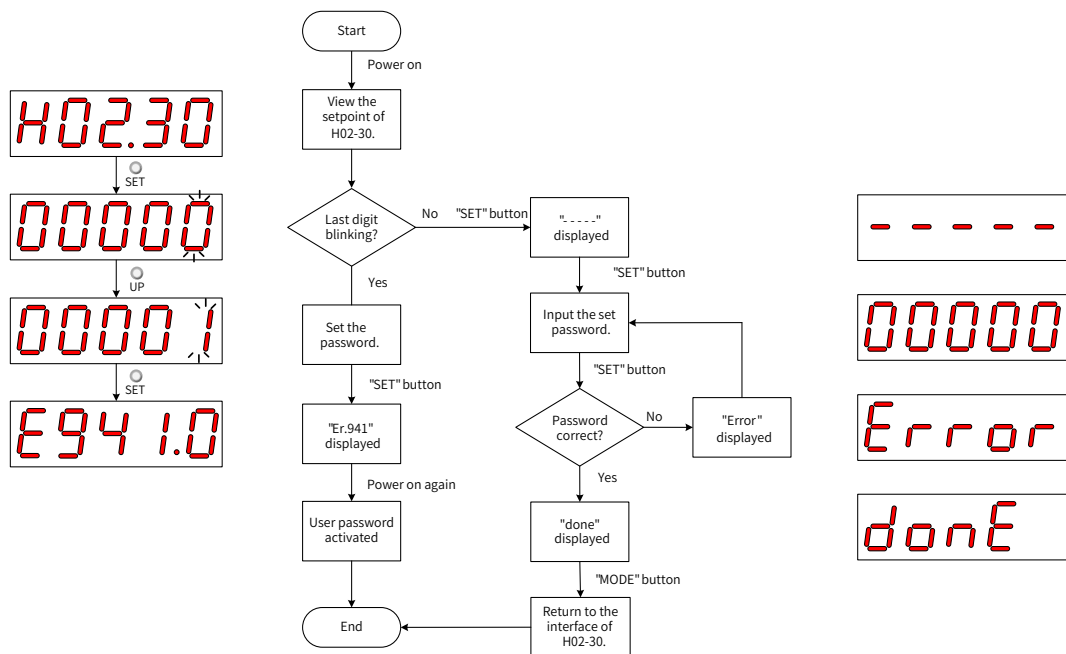 H02.30
SET
00000
UP
00001
SET
E941.0
Start
Power on
View the
setpoint of
H02-30.
Last digit
blinking?
No
"SET" button
Yes
Set the
password.
"SET" button
"Er.941"
displayed
Power on again
User password
activated
End
"-----"
displayed
"SET" button
Input the set
password.
"SET" button
Password
correct?
No
"Error"
displayed
Yes
"done"
displayed
"MODE" button
Return to the
interface of
H02-30.
-----
00000
Error
donE